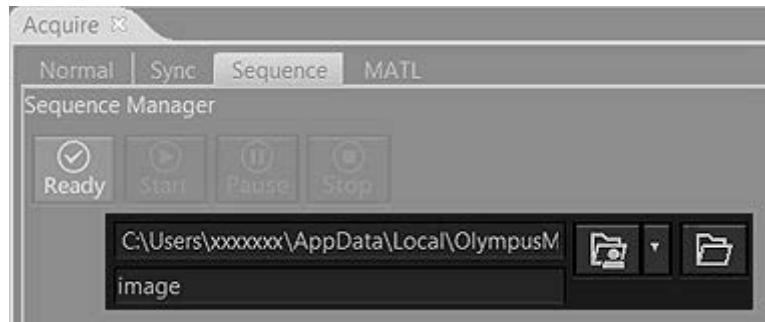 Acquire
Normal Sync Sequence MATL
Sequence Manager
Ready Start Pause Stop
C:\Users\xxxxxxx\AppData\Local\OlympusM
image